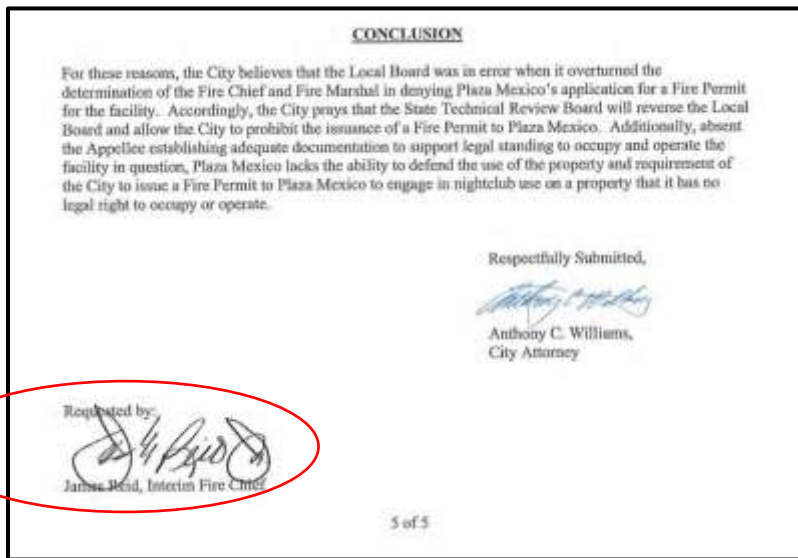 CONCLUSION
For these reasons, the City believes that the Local Board was in error when it overturned the
determination of the Fire Chief and Fire Marshal in denying Plaza Mexico's application for a Fire Permit
for the facility. Accordingly, the City prays that the State Technical Review Board will reverse the Local
Board and allow the City to prohibit the issuance of a Fire Permit to Plaza Mexico. Additionally, absent
the Appellee establishing adequate documentation to support legal standing to occupy and operate the
facility in question, Plaza Mexico lacks the ability to defend the use of the property and requirement of
the City to issue a Fire Permit to Plaza Mexico to engage in nightclub use on a property that it has no
legal right to occupy or operate.
Respectfully Submitted,
Anthony C. Williams,
City Attorney
Requested by:
James Reid, Interim Fire Chief
5 of 5